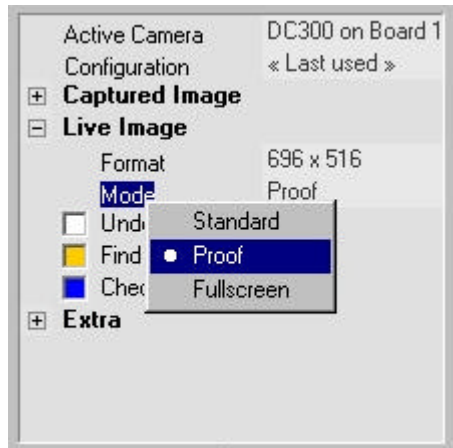 Active Camera DC300 on Board 1
Configuration « Last used »
Captured Image
Live Image
Format 696 x 516
Mode Proof
Standard
Find Proof
Fullscreen
Extra